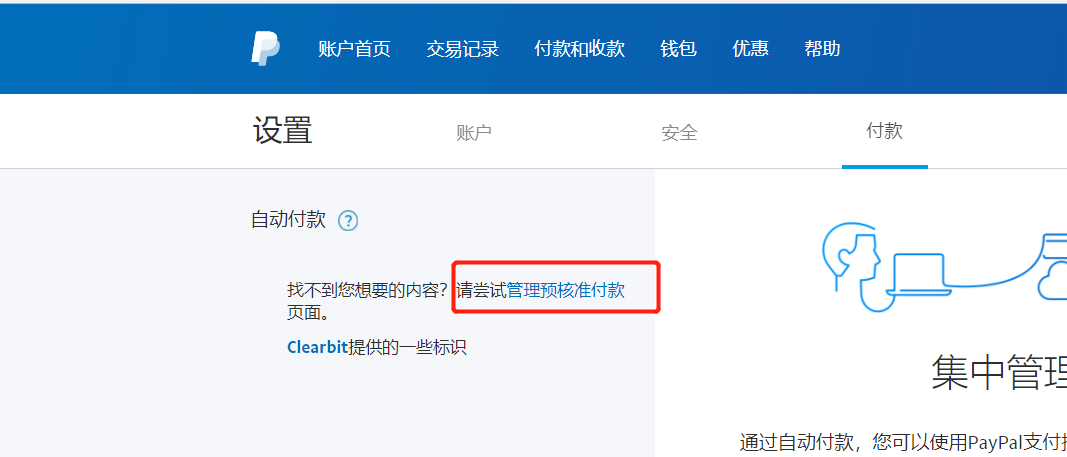 账户首页 交易记录 付款和收款 钱包 优惠 帮助
设置 账户 安全 付款
自动付款 ?
找不到您想要的内容? 请尝试管理预核准付款
页面。
Clearbit提供的一些标识
集中管理
通过自动付款，您可以使用PayPal支付